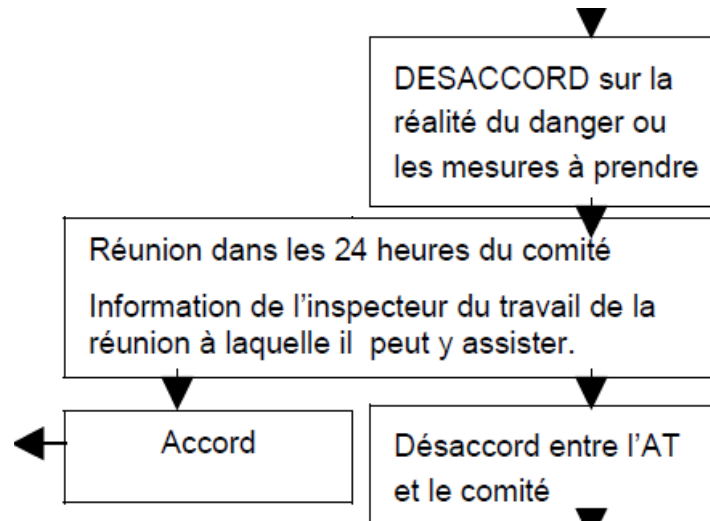 DESACCORD sur la
réalité du danger ou
les mesures à prendre
Réunion dans les 24 heures du comité
Information de l'inspecteur du travail de la
réunion à laquelle il  peut y assister.
Accord
Désaccord entre l'AT
et le comité